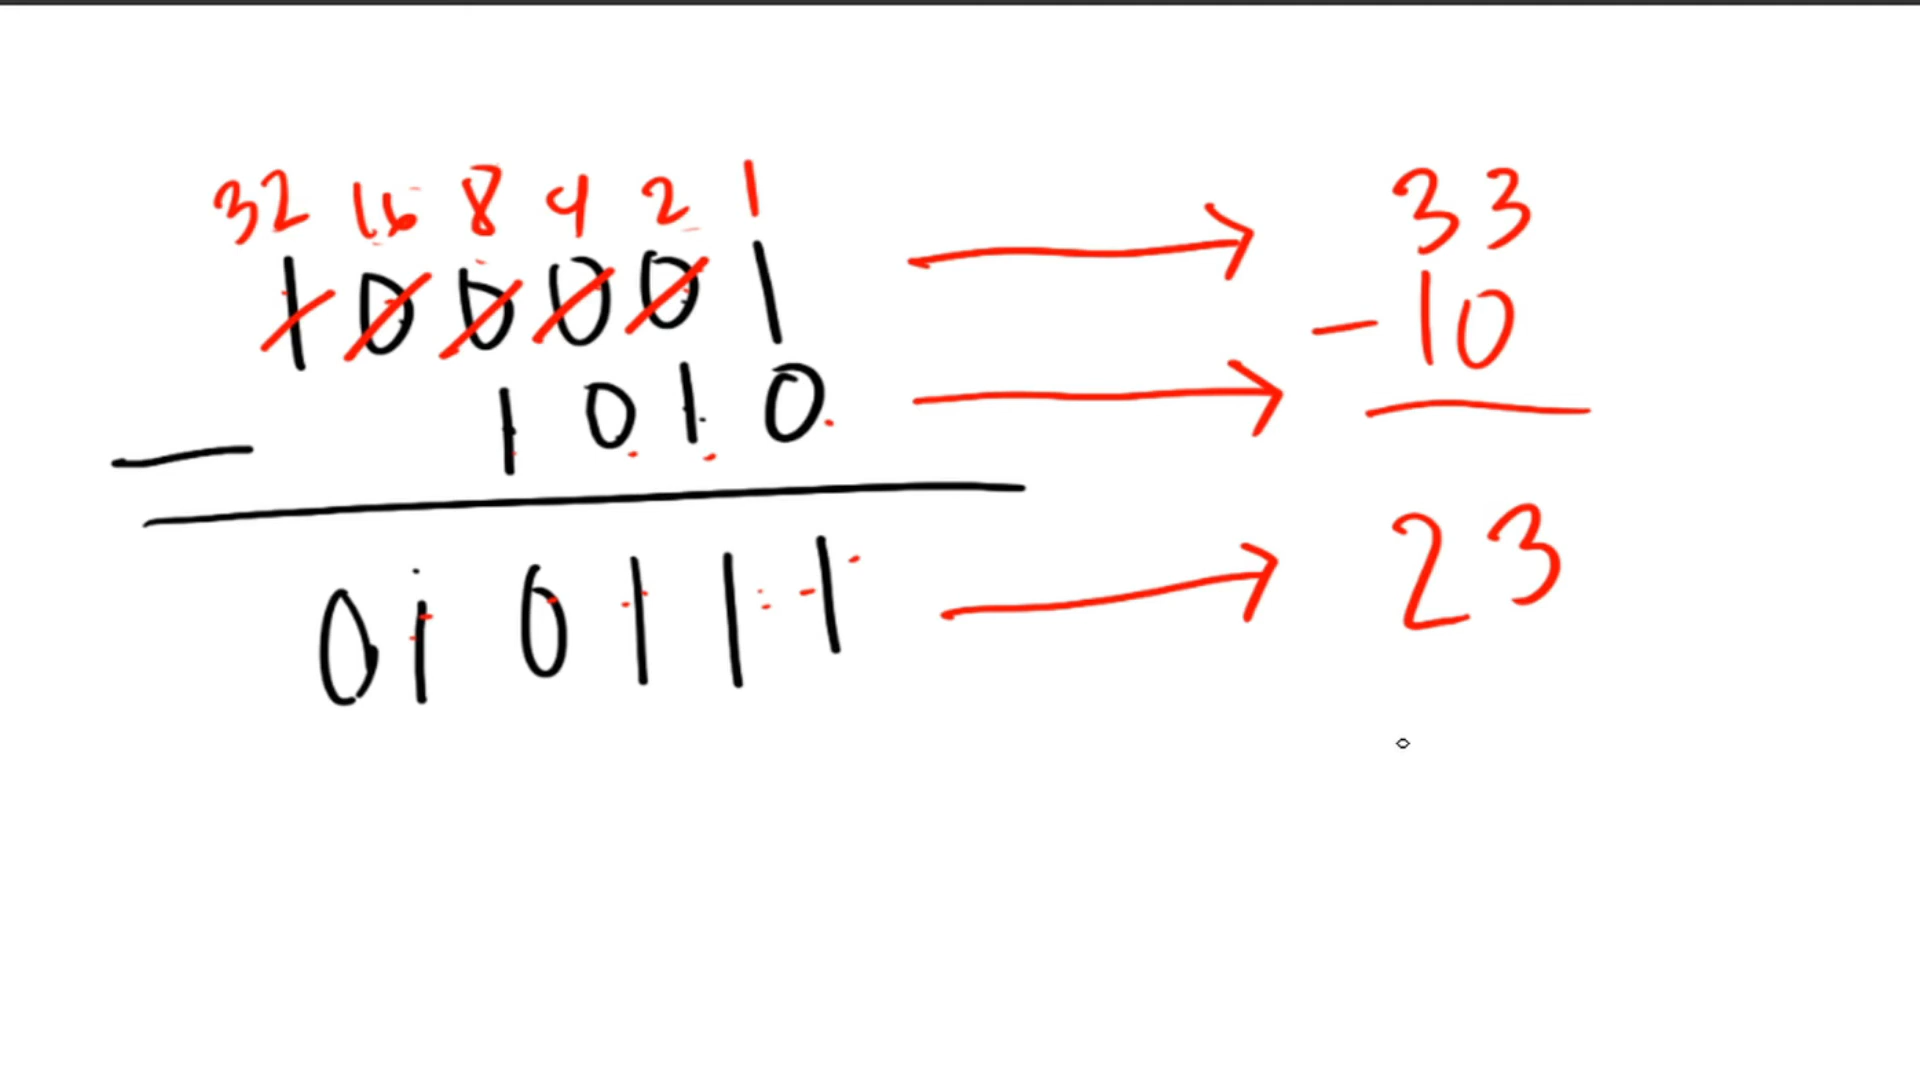 32 16 8 4 2 1
100001 → 33
- 1010 → - 10
010111 → 23